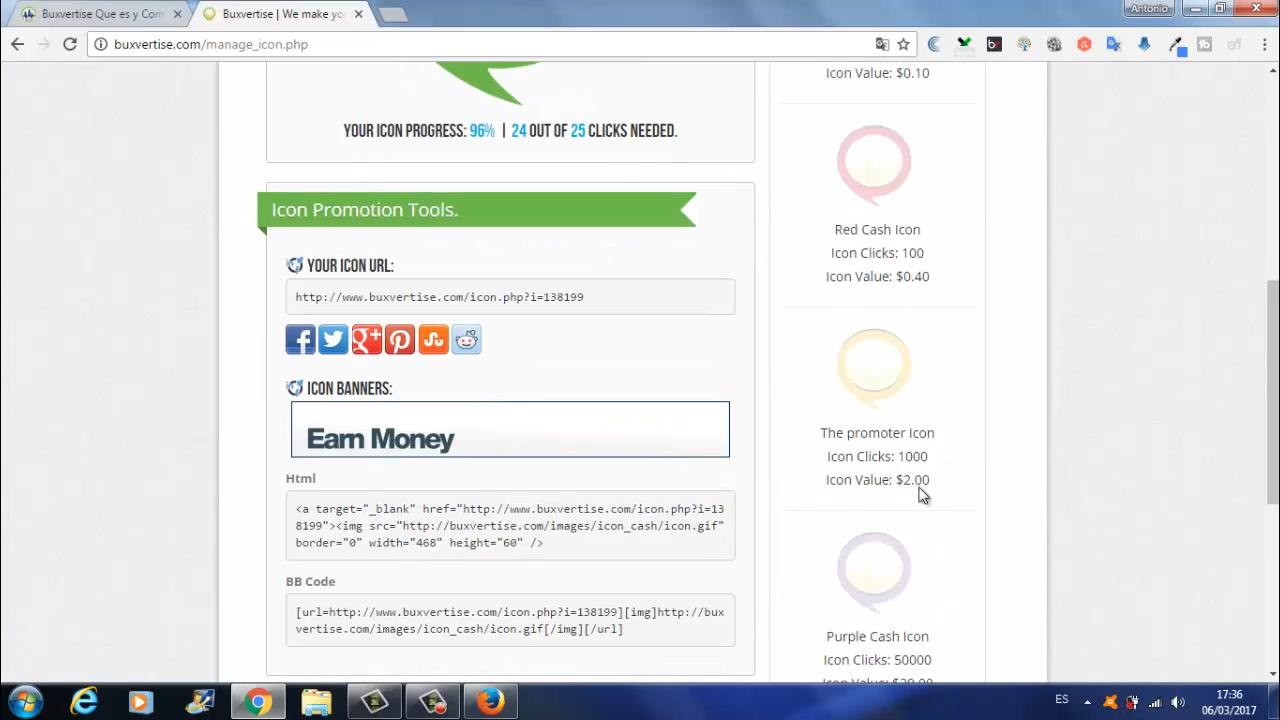 Buxvertise Que es y Com
Buxvertise | We make yo
Antonio
buxvertise.com/manage_icon.php
YOUR ICON PROGRESS: 96% | 24 OUT OF 25 CLICKS NEEDED.
Icon Promotion Tools.
YOUR ICON URL:
http://www.buxvertise.com/icon.php?i=138199
ICON BANNERS:
Earn Money
Html
<a target="_blank" href="http://www.buxvertise.com/icon.php?i=13
8199"><img src="http://buxvertise.com/images/icon_cash/icon.gif"
border="0" width="468" height="60" />
BB Code
[url=http://www.buxvertise.com/icon.php?i=138199][img]http://bux
vertise.com/images/icon_cash/icon.gif[/img][/url]
Icon Value: $0.10
Red Cash Icon
Icon Clicks: 100
Icon Value: $0.40
The promoter Icon
Icon Clicks: 1000
Icon Value: $2.00
Purple Cash Icon
Icon Clicks: 50000
ES
17:36
06/03/2017